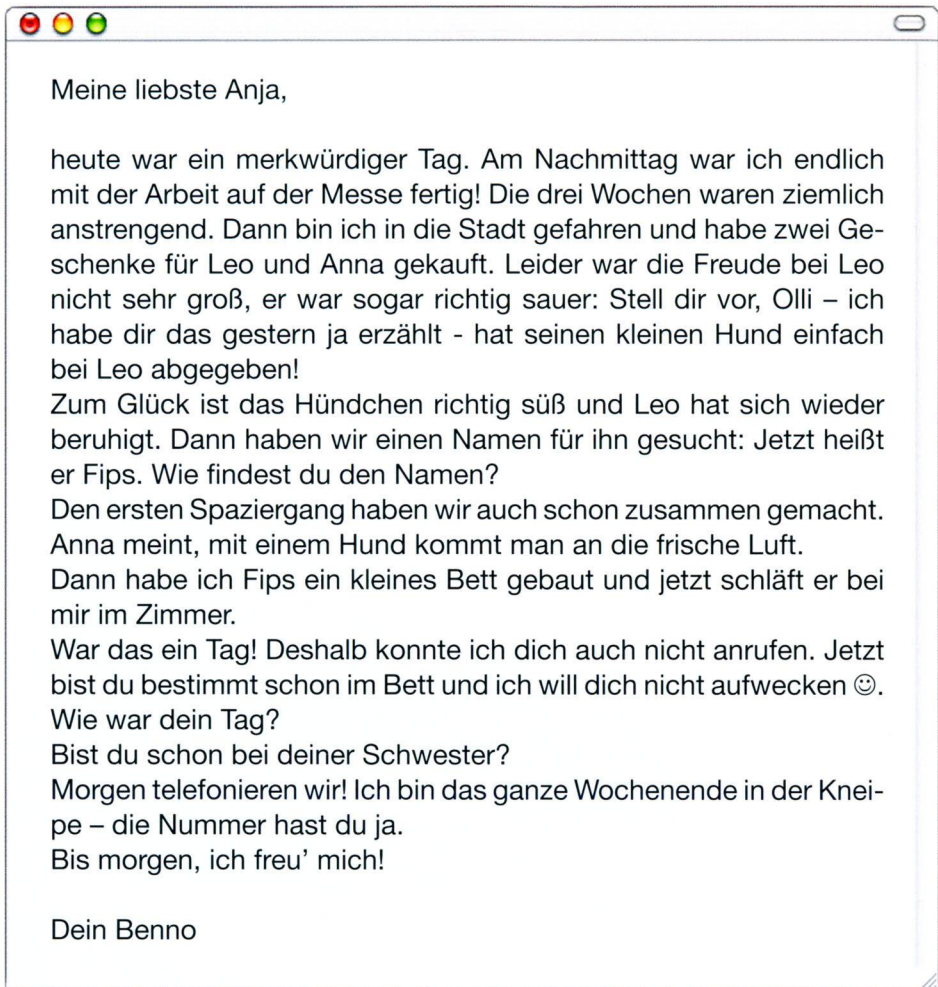 Meine liebste Anja,
heute war ein merkwürdiger Tag. Am Nachmittag war ich endlich
mit der Arbeit auf der Messe fertig! Die drei Wochen waren ziemlich
anstrengend. Dann bin ich in die Stadt gefahren und habe zwei Ge-
schenke für Leo und Anna gekauft. Leider war die Freude bei Leo
nicht sehr groß, er war sogar richtig sauer: Stell dir vor, Olli – ich
habe dir das gestern ja erzählt - hat seinen kleinen Hund einfach
bei Leo abgegeben!
Zum Glück ist das Hündchen richtig süß und Leo hat sich wieder
beruhigt. Dann haben wir einen Namen für ihn gesucht: Jetzt heißt
er Fips. Wie findest du den Namen?
Den ersten Spaziergang haben wir auch schon zusammen gemacht.
Anna meint, mit einem Hund kommt man an die frische Luft.
Dann habe ich Fips ein kleines Bett gebaut und jetzt schläft er bei
mir im Zimmer.
War das ein Tag! Deshalb konnte ich dich auch nicht anrufen. Jetzt
bist du bestimmt schon im Bett und ich will dich nicht aufwecken ☺.
Wie war dein Tag?
Bist du schon bei deiner Schwester?
Morgen telefonieren wir! Ich bin das ganze Wochenende in der Knei-
pe – die Nummer hast du ja.
Bis morgen, ich freu’ mich!
Dein Benno